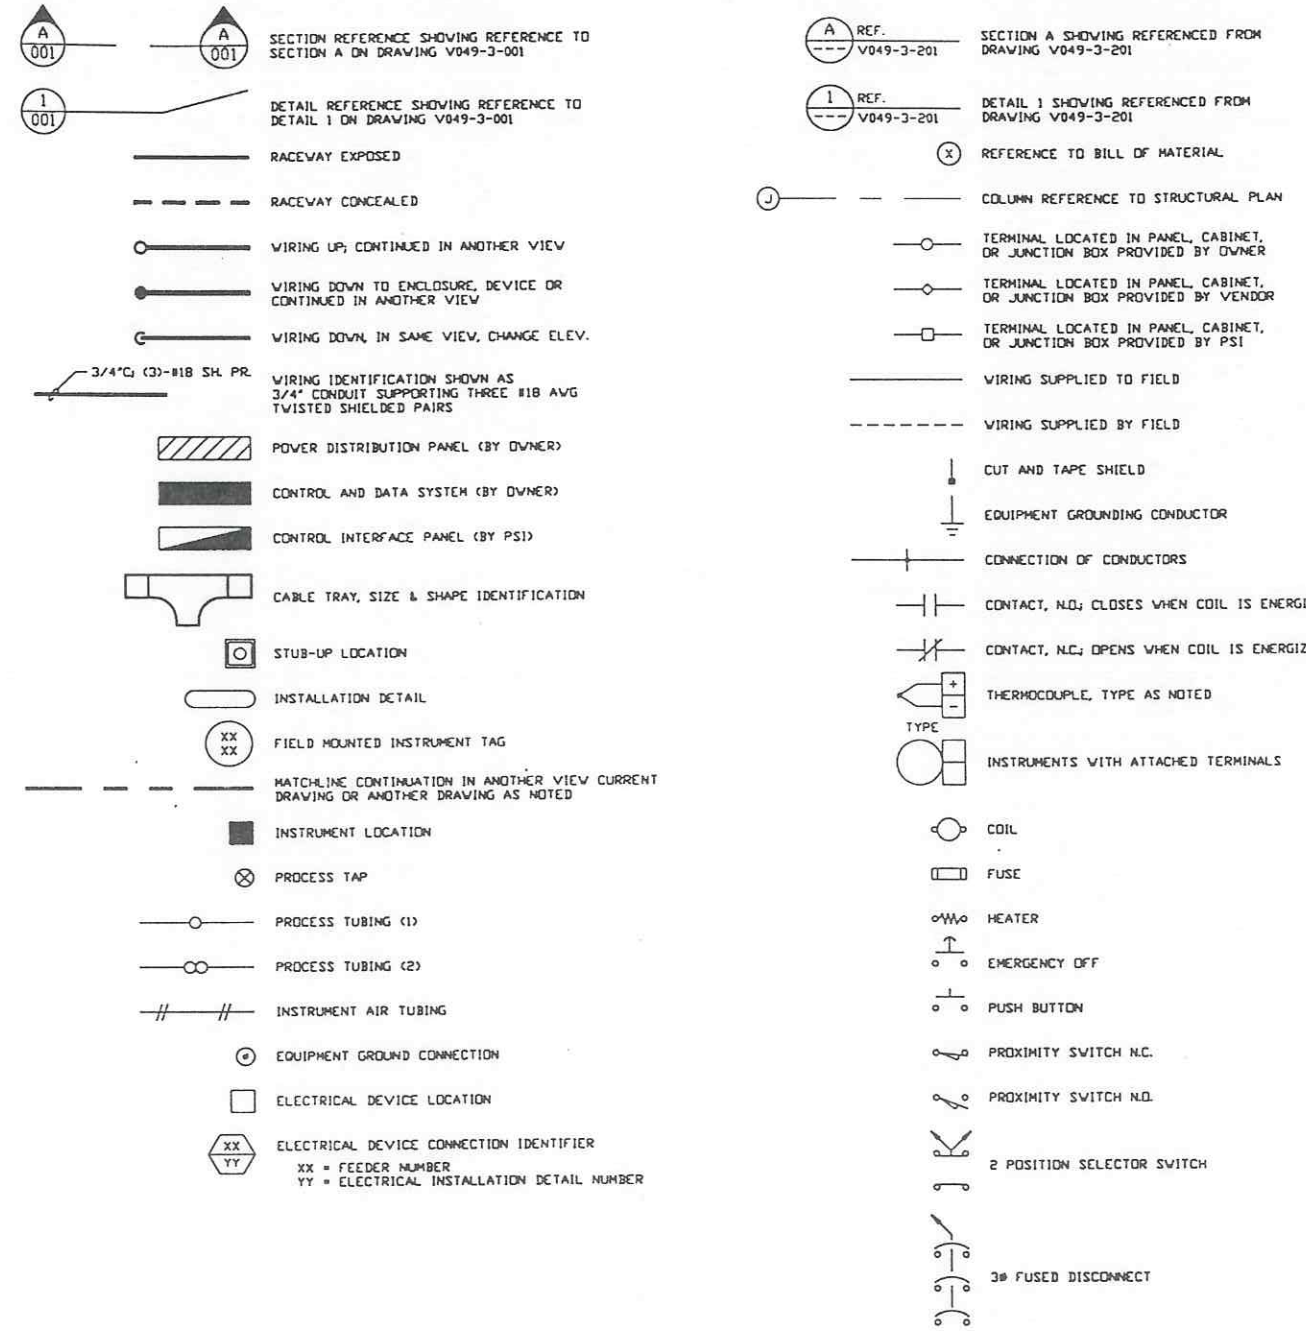 A
001
A
001
SECTION REFERENCE SHOWING REFERENCE TO
SECTION A ON DRAWING V049-3-001
1
001
DETAIL REFERENCE SHOWING REFERENCE TO
DETAIL 1 ON DRAWING V049-3-001
RACEWAY EXPOSED
RACEWAY CONCEALED
WIRING UP; CONTINUED IN ANOTHER VIEW
WIRING DOWN TO ENCLOSURE, DEVICE OR
CONTINUED IN ANOTHER VIEW
WIRING DOWN, IN SAME VIEW, CHANGE ELEV.
3/4"C; (3)-#18 SH. PR.
WIRING IDENTIFICATION SHOWN AS
3/4" CONDUIT SUPPORTING THREE #18 AWG
TWISTED SHIELDED PAIRS
POWER DISTRIBUTION PANEL (BY OWNER)
CONTROL AND DATA SYSTEM (BY OWNER)
CONTROL INTERFACE PANEL (BY PSI)
CABLE TRAY, SIZE & SHAPE IDENTIFICATION
STUB-UP LOCATION
INSTALLATION DETAIL
XX
XX
FIELD MOUNTED INSTRUMENT TAG
MATCHLINE CONTINUATION IN ANOTHER VIEW CURRENT
DRAWING OR ANOTHER DRAWING AS NOTED
INSTRUMENT LOCATION
PROCESS TAP
PROCESS TUBING (1)
PROCESS TUBING (2)
INSTRUMENT AIR TUBING
EQUIPMENT GROUND CONNECTION
ELECTRICAL DEVICE LOCATION
XX
YY
ELECTRICAL DEVICE CONNECTION IDENTIFIER
XX = FEEDER NUMBER
YY = ELECTRICAL INSTALLATION DETAIL NUMBER
A
REF.
V049-3-201
SECTION A SHOWING REFERENCED FROM
DRAWING V049-3-201
1
REF.
V049-3-201
DETAIL 1 SHOWING REFERENCED FROM
DRAWING V049-3-201
X
REFERENCE TO BILL OF MATERIAL
J
COLUMN REFERENCE TO STRUCTURAL PLAN
TERMINAL LOCATED IN PANEL, CABINET,
OR JUNCTION BOX PROVIDED BY OWNER
TERMINAL LOCATED IN PANEL, CABINET,
OR JUNCTION BOX PROVIDED BY VENDOR
TERMINAL LOCATED IN PANEL, CABINET,
OR JUNCTION BOX PROVIDED BY PSI
WIRING SUPPLIED TO FIELD
WIRING SUPPLIED BY FIELD
CUT AND TAPE SHIELD
EQUIPMENT GROUNDING CONDUCTOR
CONNECTION OF CONDUCTORS
CONTACT, N.O.; CLOSES WHEN COIL IS ENERGI
CONTACT, N.C.; OPENS WHEN COIL IS ENERGIZ
+
-
THERMOCOUPLE, TYPE AS NOTED
TYPE
INSTRUMENTS WITH ATTACHED TERMINALS
COIL
FUSE
HEATER
EMERGENCY OFF
PUSH BUTTON
PROXIMITY SWITCH N.C.
PROXIMITY SWITCH N.O.
2 POSITION SELECTOR SWITCH
3ø FUSED DISCONNECT